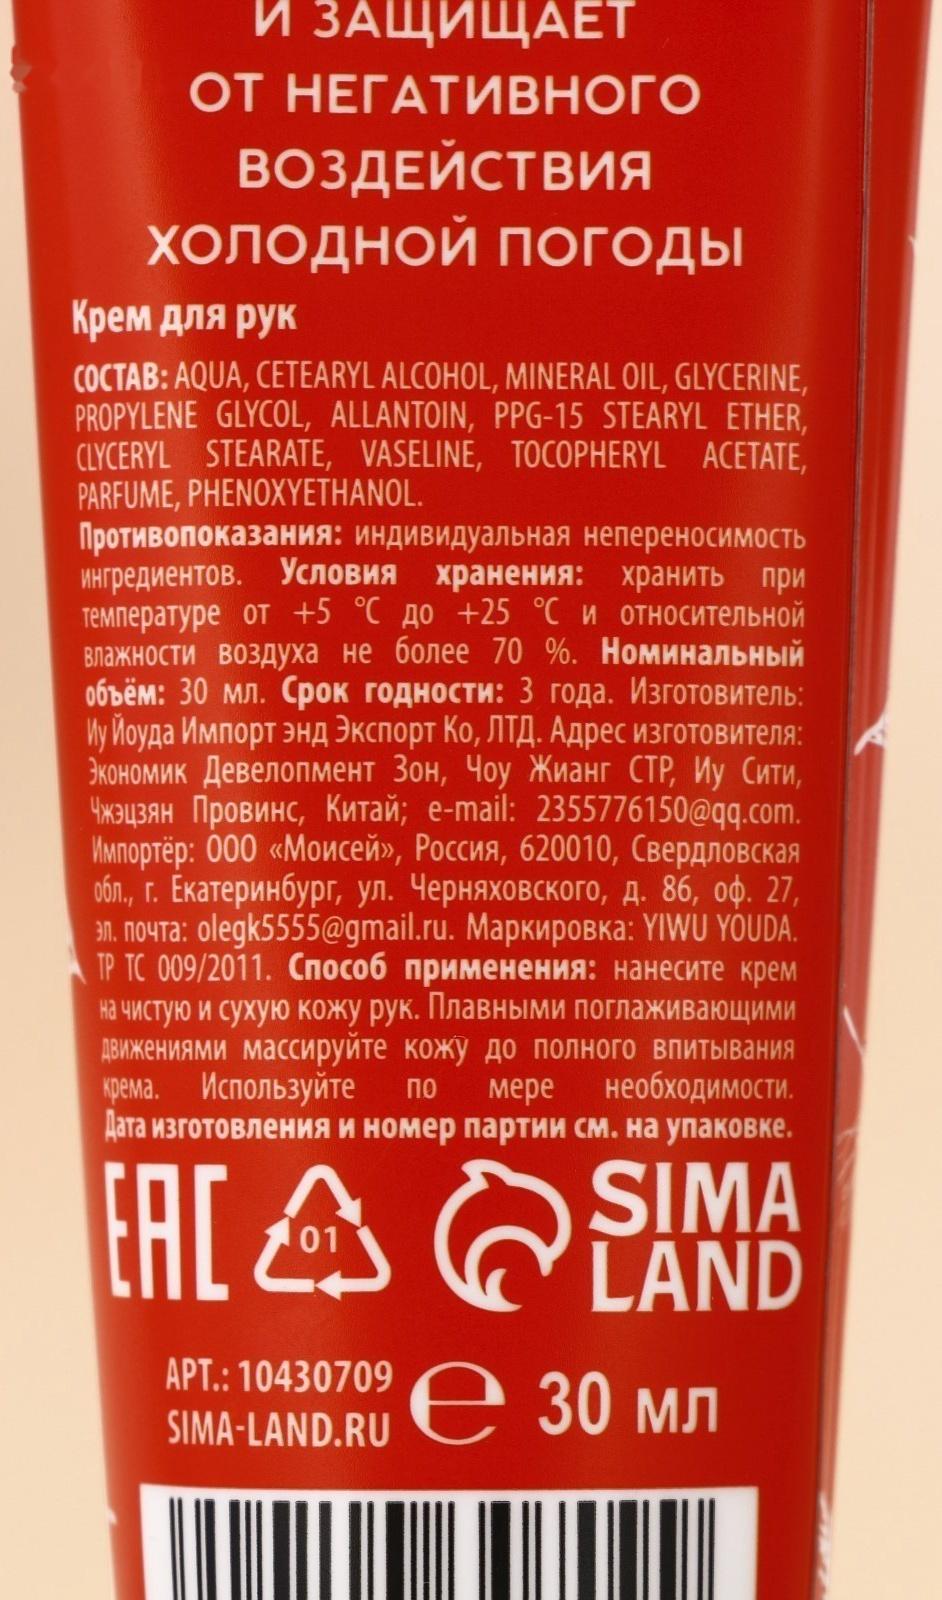 И ЗАЩИЩАЕТ
ОТ НЕГАТИВНОГО
ВОЗДЕЙСТВИЯ
ХОЛОДНОЙ ПОГОДЫ
Крем для рук
СОСТАВ: AQUA, CETEARYL ALCOHOL, MINERAL OIL, GLYCERINE,
PROPYLENE GLYCOL, ALLANTOIN, PPG-15 STEARYL ETHER,
CLYCERYL STEARATE, VASELINE, TOCOPHERYL ACETATE,
PARFUME, PHENOXYETHANOL.
Противопоказания: индивидуальная непереносимость
ингредиентов. Условия хранения: хранить при
температуре от +5 °С до +25 °С и относительной
влажности воздуха не более 70 %. Номинальный
объём: 30 мл. Срок годности: 3 года. Изготовитель:
Иу Йоуда Импорт энд Экспорт Ко, ЛТД. Адрес изготовителя:
Экономик Девелопмент Зон, Чоу Жианг СТР, Иу Сити,
Чжэцзян Провинс, Китай; e-mail: 2355776150@qq.com.
Импортёр: ООО «Моисей», Россия, 620010, Свердловская
обл., г. Екатеринбург, ул. Черняховского, д. 86, оф. 27,
эл. почта: olegk5555@gmail.ru. Маркировка: YIWU YOUDA.
ТР ТС 009/2011. Способ применения: нанесите крем
на чистую и сухую кожу рук. Плавными поглаживающими
движениями массируйте кожу до полного впитывания
крема. Используйте по мере необходимости.
Дата изготовления и номер партии см. на упаковке.
EAC 01 SIMA
LAND
АРТ.: 10430709
SIMA-LAND.RU ℮ 30 мл